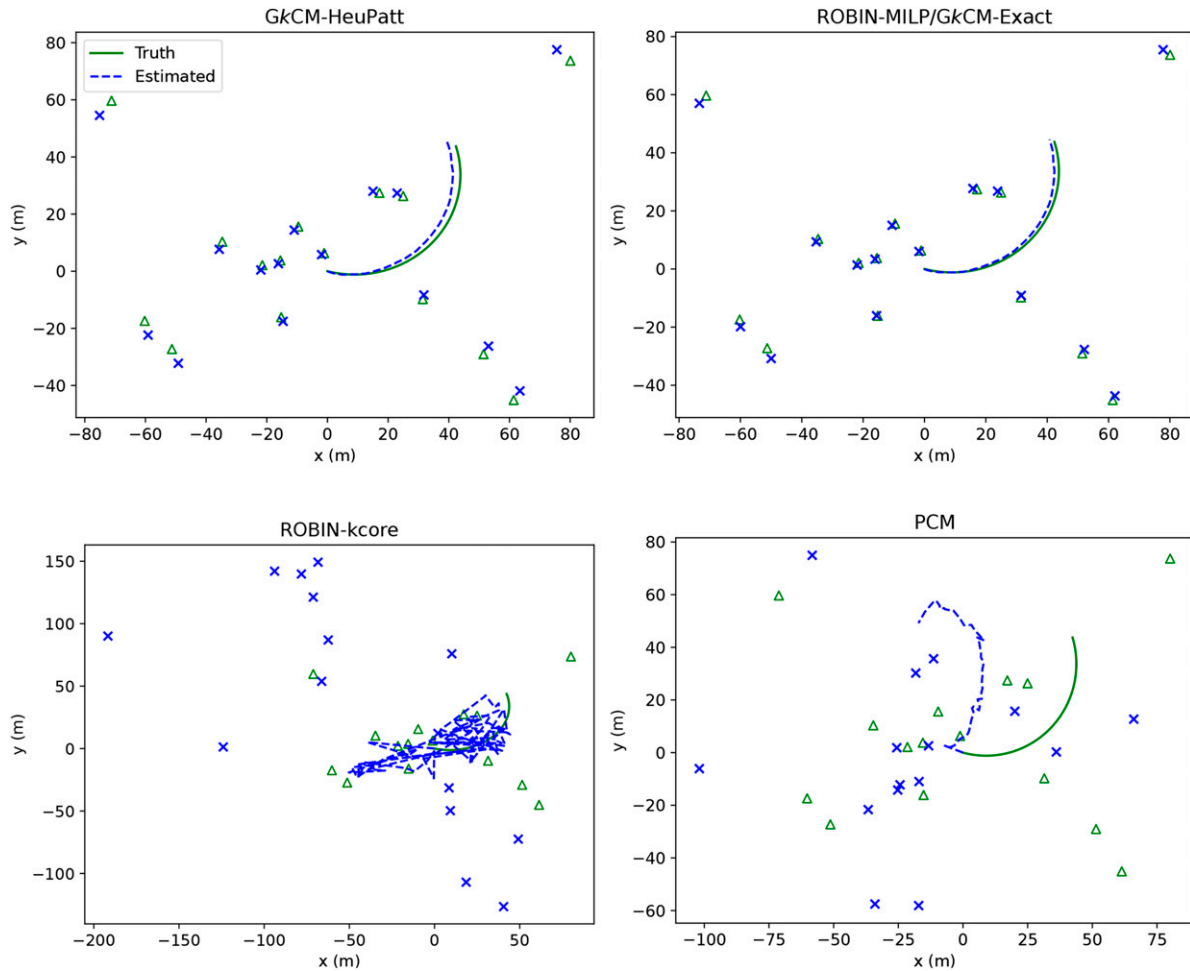 GkCM-HeuPatt
80
60
40
20
0
−20
−40
y (m)
Truth
Estimated
−80 −60 −40 −20 0 20 40 60 80
x (m)
ROBIN-MILP/GkCM-Exact
80
60
40
20
0
−20
−40
y (m)
−80 −60 −40 −20 0 20 40 60 80
x (m)
ROBIN-kcore
150
100
50
0
−50
−100
y (m)
−200 −150 −100 −50 0 50
x (m)
PCM
80
60
40
20
0
−20
−40
−60
y (m)
−100 −75 −50 −25 0 25 50 75
x (m)